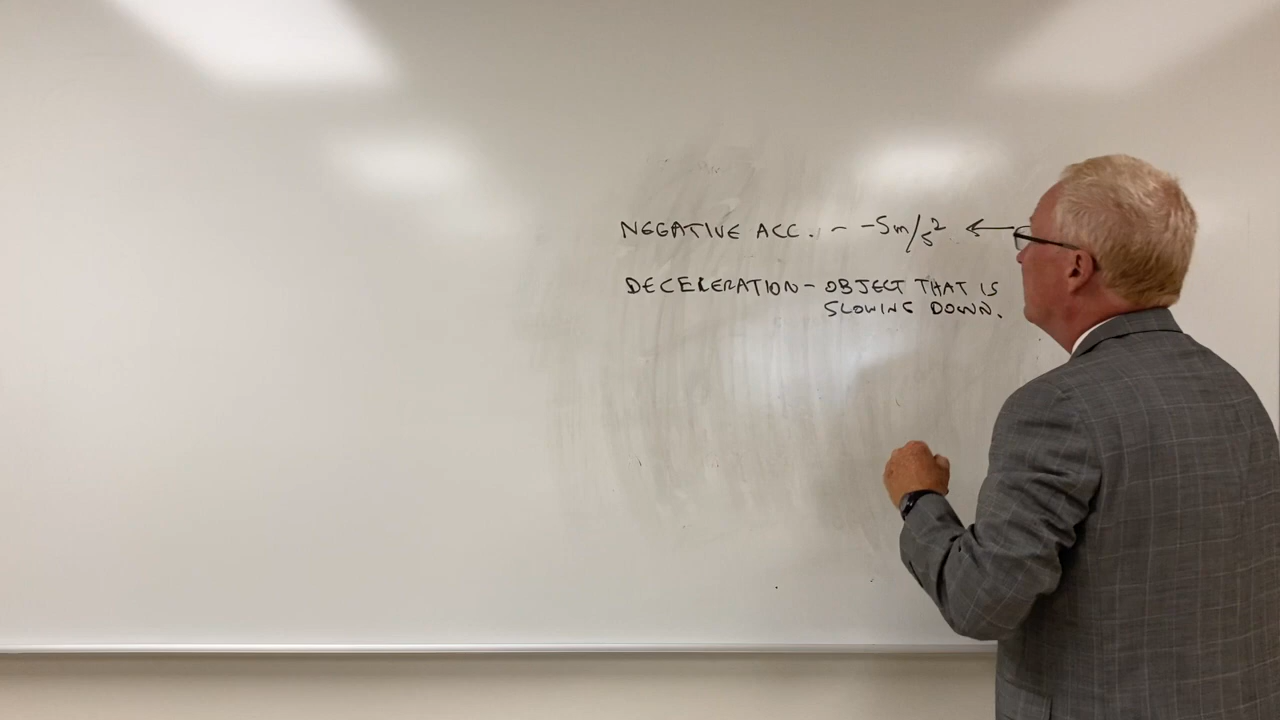 NEGATIVE ACC. - -5m/s² ←
DECELERATION - OBJECT THAT IS
SLOWING DOWN.